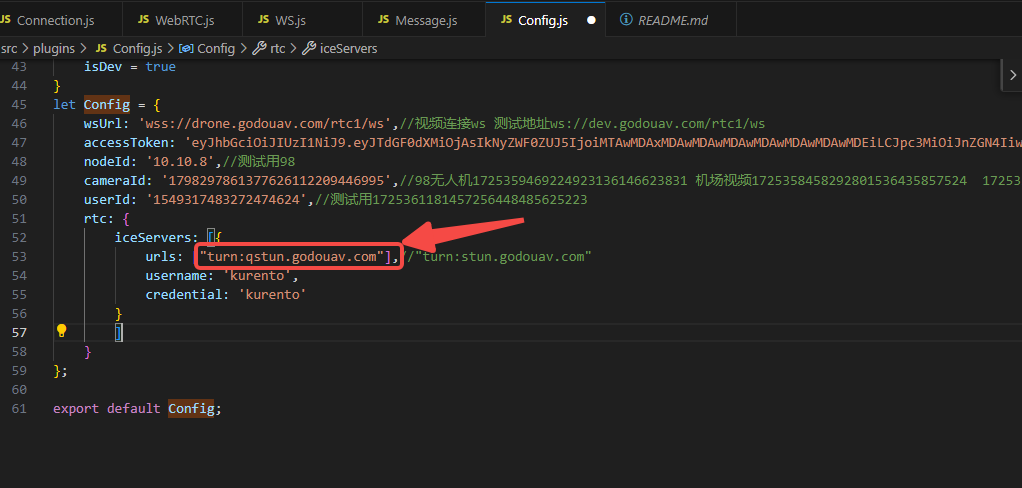 JS Connection.js JS WebRTC.js JS WS.js JS Message.js JS Config.js README.md
src > plugins > JS Config.js > Config > rtc > iceServers
43 isDev = true
44 }
45 let Config = {
46 wsUrl: 'wss://drone.godouav.com/rtc1/ws',//视频连接ws 测试地址ws://dev.godouav.com/rtc1/ws
47 accessToken: 'eyJhbGciOiJIUzI1NiJ9.eyJTdGF0dXMiOjAsIkNyZWF0ZUJ5IjoiMTAwMDAxMDAwMDAwMDAwMDAwMDAwMDAwMDEiLCJpc3MiOiJnZGN4Iiw
48 nodeId: '10.10.8',//测试用98
49 cameraId: '1798297861377626112209446995',//98无人机1725359469224923136146623831 机场视频1725358458292801536435857524 17253
50 userId: '1549317483272474624',//测试用1725361181457256448485625223
51 rtc: {
52 iceServers: [{
53 urls: "turn:qstun.godouav.com"],//"turn:stun.godouav.com"
54 username: 'kurento',
55 credential: 'kurento'
56 }
57 ]
58 }
59 };
60
61 export default Config;